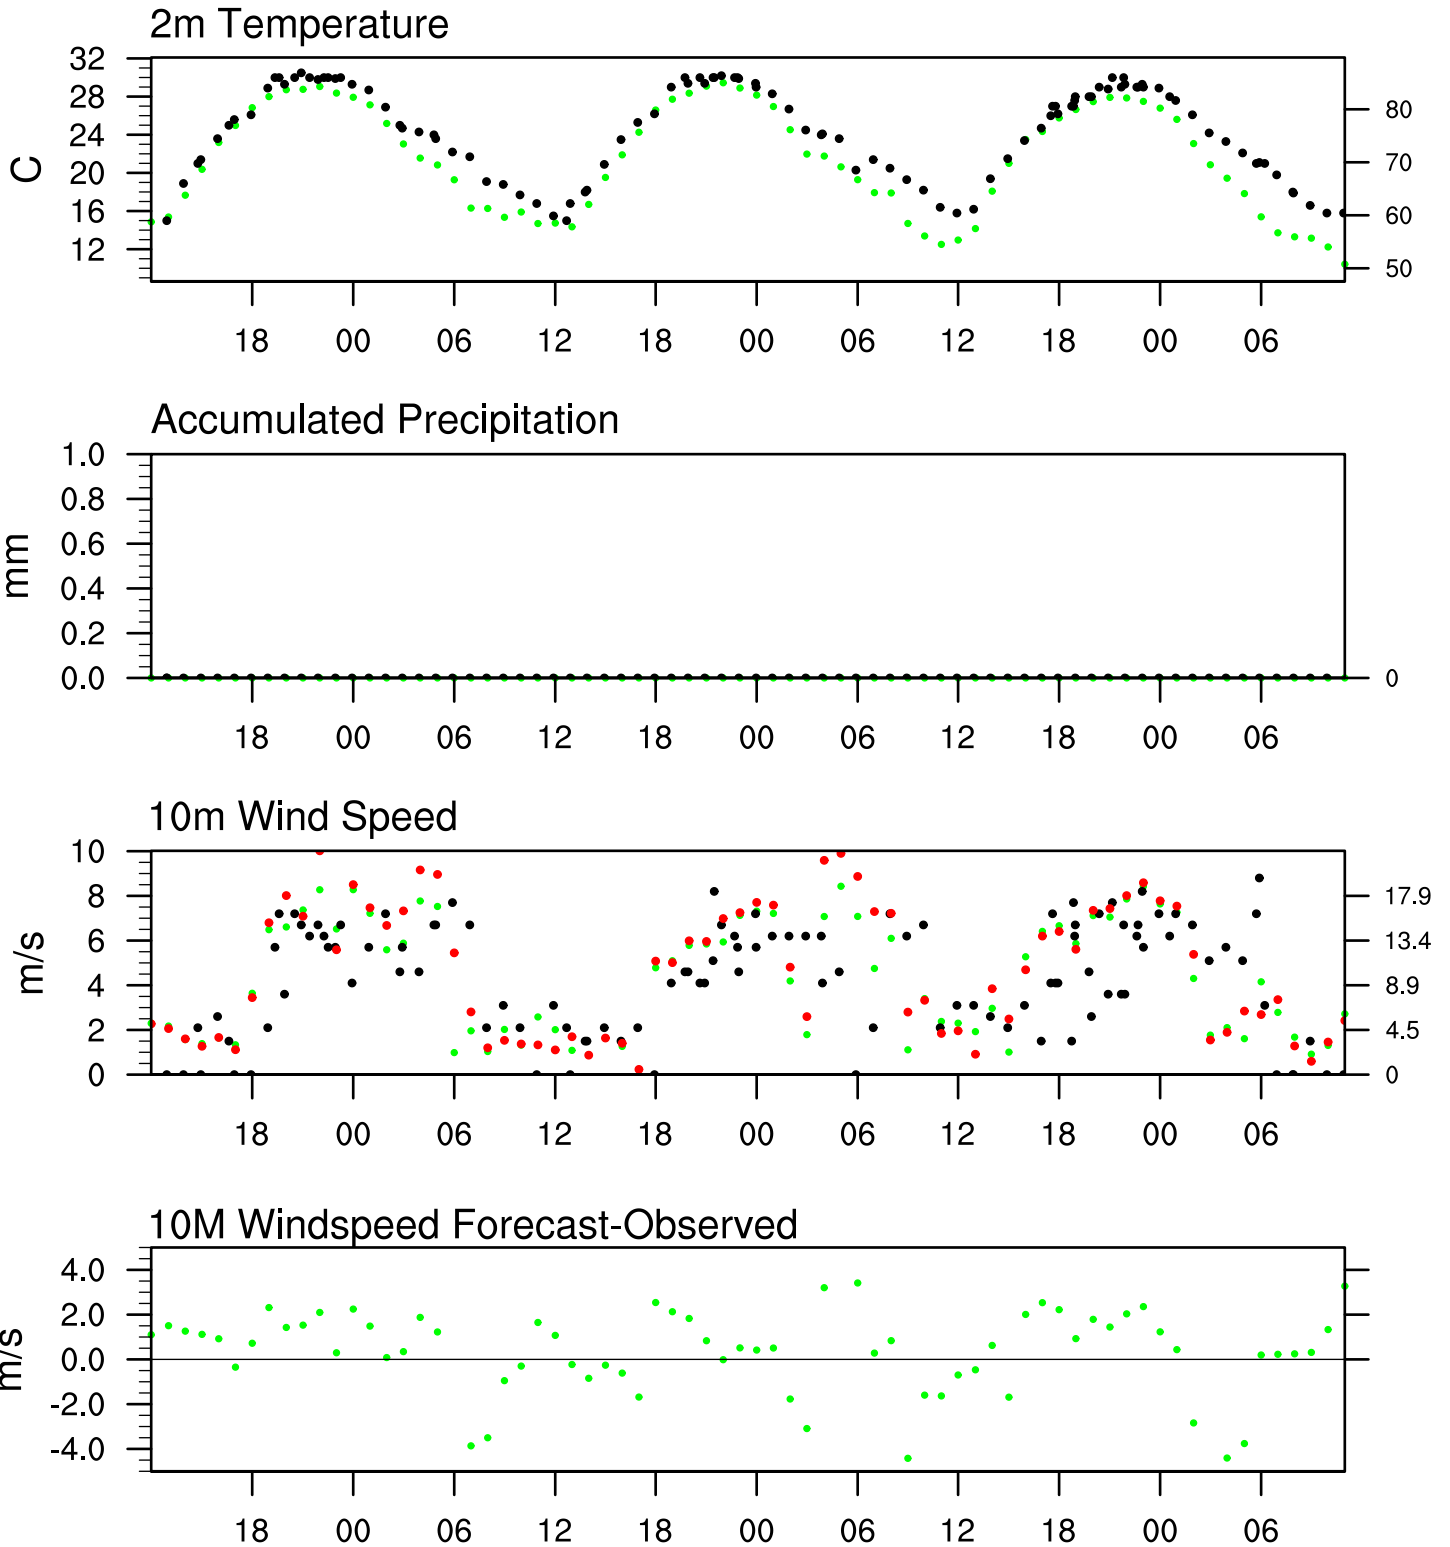 2m Temperature
32
28
24
20
16
12
C
80
70
60
50
18 00 06 12 18 00 06 12 18 00 06
Accumulated Precipitation
1.0
0.8
0.6
0.4
0.2
0.0
mm
0
18 00 06 12 18 00 06 12 18 00 06
10m Wind Speed
10
8
6
4
2
0
m/s
17.9
13.4
8.9
4.5
0
18 00 06 12 18 00 06 12 18 00 06
10M Windspeed Forecast-Observed
4.0
2.0
0.0
-2.0
-4.0
m/s
18 00 06 12 18 00 06 12 18 00 06